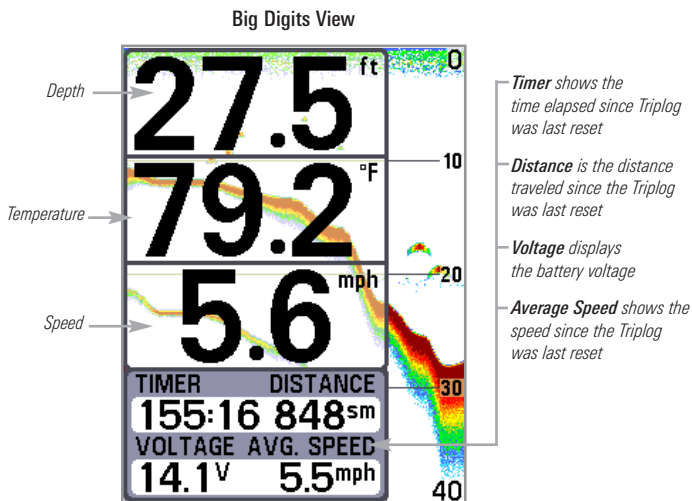 Big Digits View
Depth
27.5 ft
Temperature
79.2 °F
Speed
5.6 mph
TIMER DISTANCE
155:16 848sm
VOLTAGE AVG. SPEED
14.1V 5.5mph
0
10
20
30
40
Timer shows the
time elapsed since Triplog
was last reset
Distance is the distance
traveled since the Triplog
was last reset
Voltage displays
the battery voltage
Average Speed shows the
speed since the Triplog
was last reset